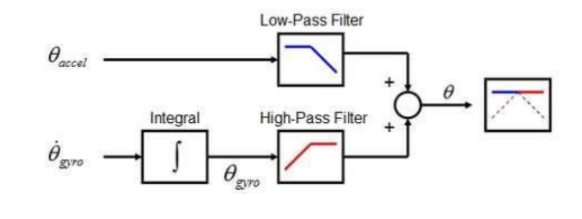 Low-Pass Filter
θaccel
+
θ
Integral
High-Pass Filter
+
θ̇gyro
∫
θgyro